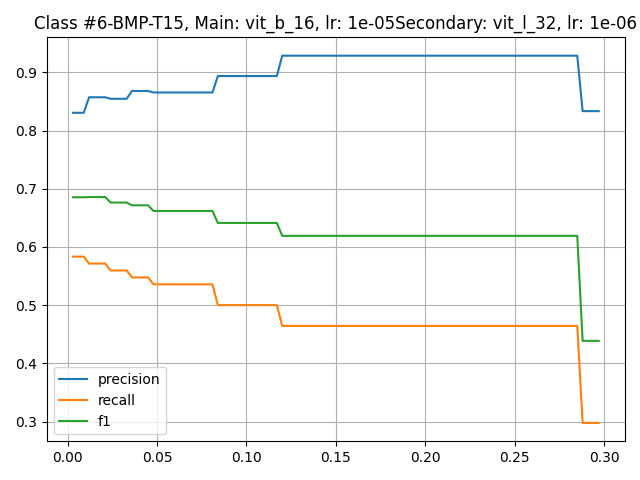 Class #6-BMP-T15, Main: vit_b_16, lr: 1e-05Secondary: vit_l_32, lr: 1e-06
0.9
0.8
0.7
0.6
0.5
0.4
0.3
precision
recall
f1
0.00 0.05 0.10 0.15 0.20 0.25 0.30